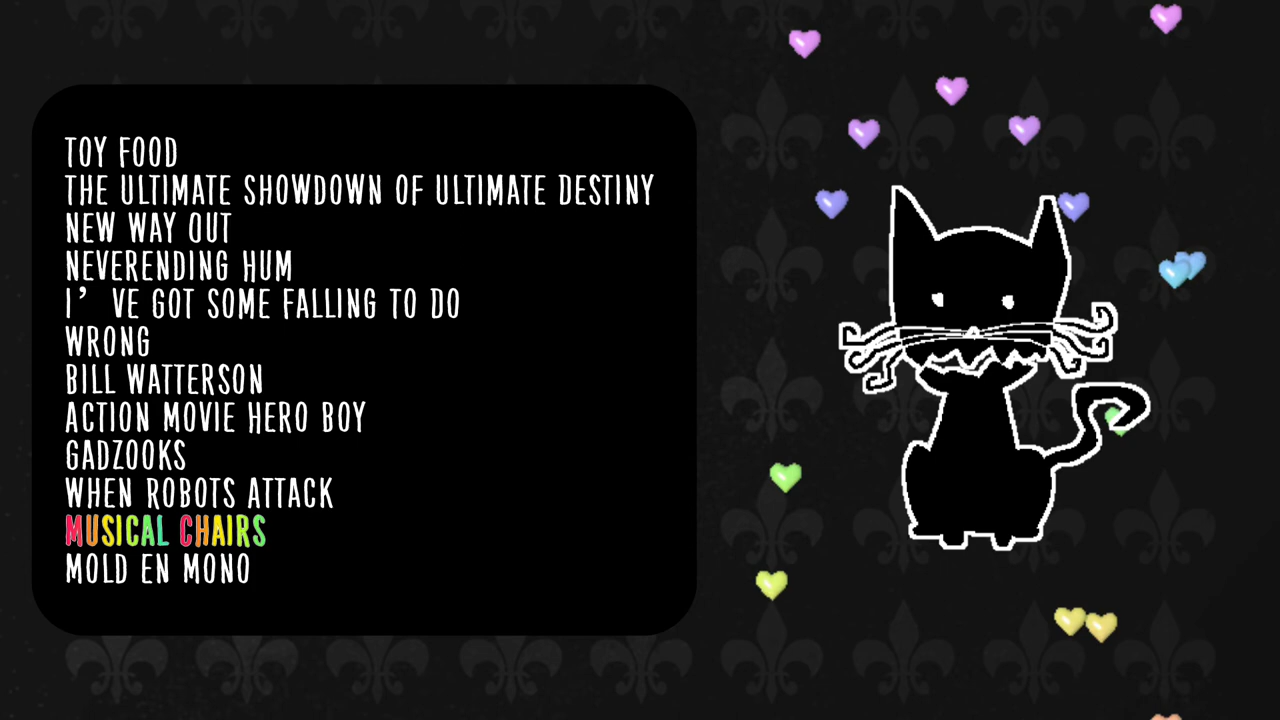 TOY FOOD
THE ULTIMATE SHOWDOWN OF ULTIMATE DESTINY
NEW WAY OUT
NEVERENDING HUM
I’VE GOT SOME FALLING TO DO
WRONG
BILL WATTERSON
ACTION MOVIE HERO BOY
GADZOOKS
WHEN ROBOTS ATTACK
MUSICAL CHAIRS
MOLD EN MONO